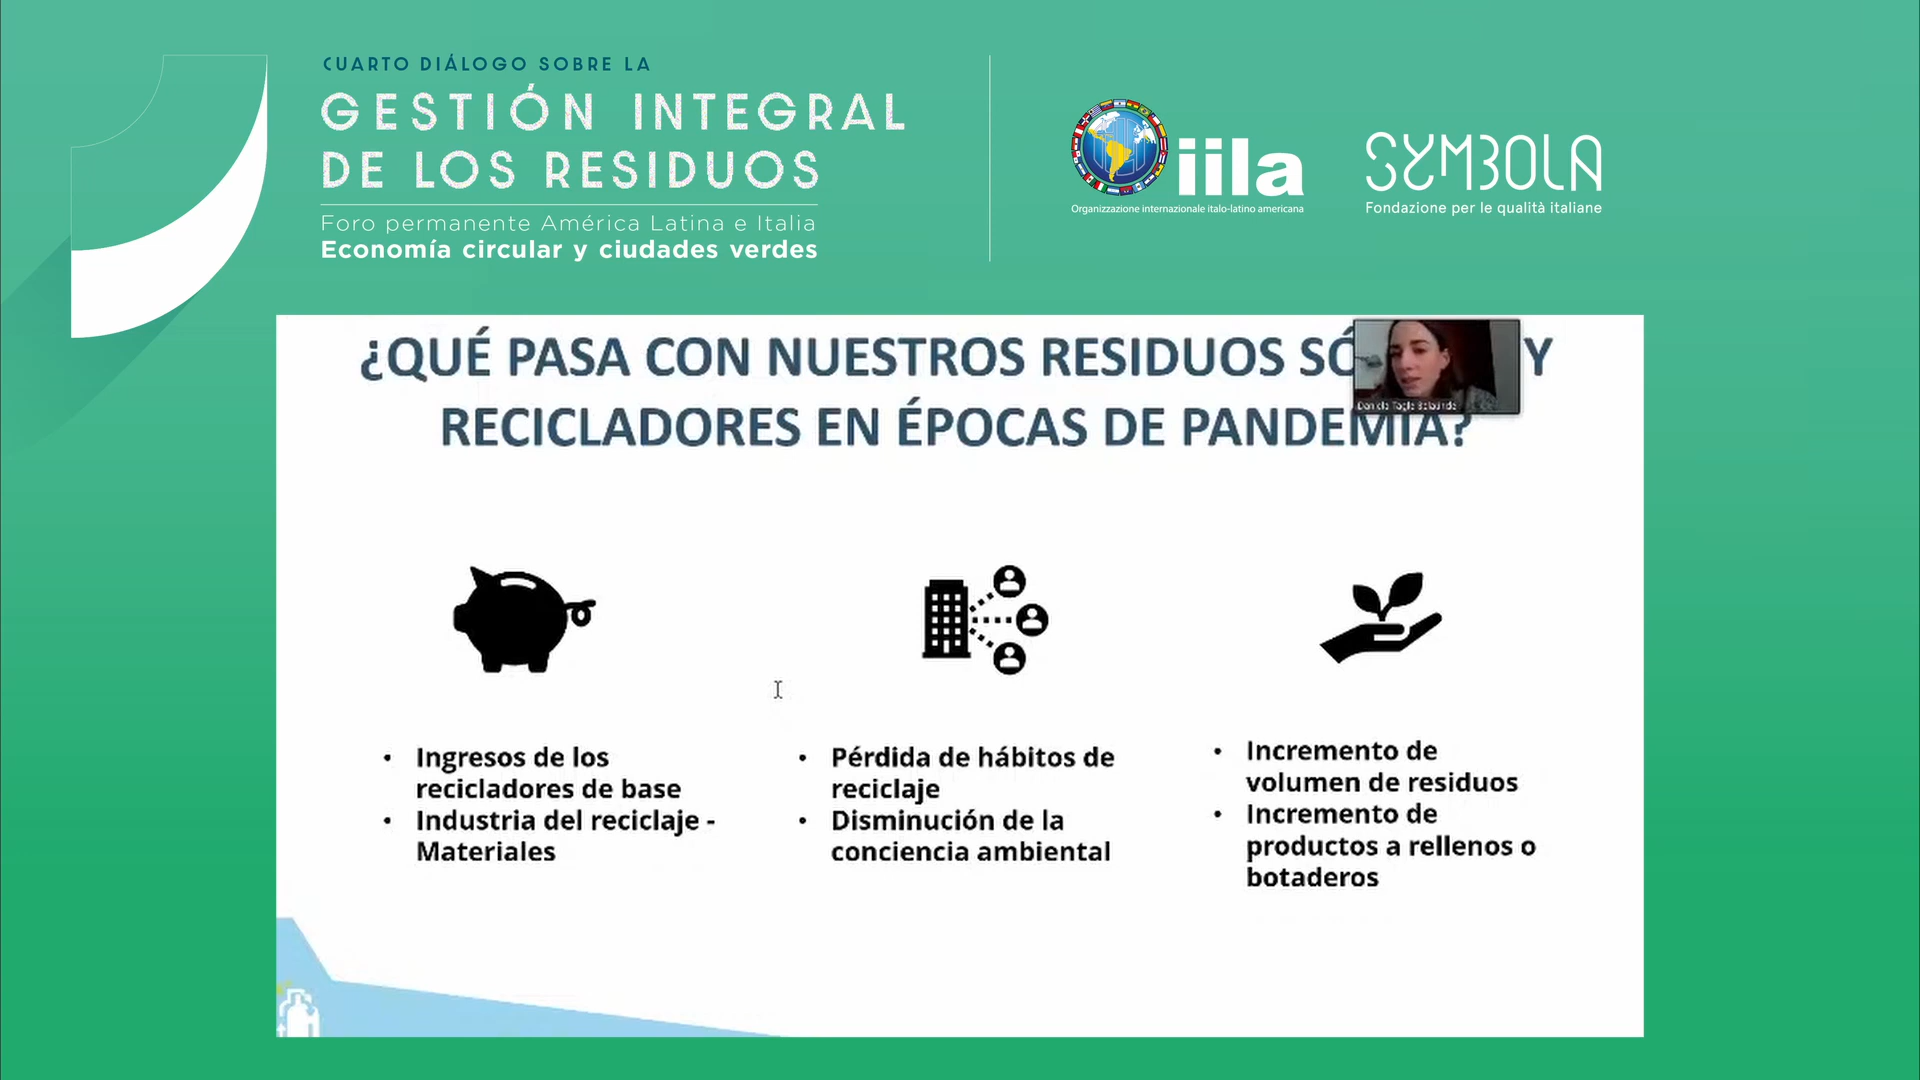 CUARTO DIÁLOGO SOBRE LA
GESTIÓN INTEGRAL
DE LOS RESIDUOS
Foro permanente América Latina e Italia
Economía circular y ciudades verdes
iila
Organizzazione internazionale italo-latino americana
SYMBOLA
Fondazione per le qualità italiane
¿QUÉ PASA CON NUESTROS RESIDUOS Y
RECICLADORES EN ÉPOCAS DE PANDEMIA?
Daniela Tagle Belaunde
• Ingresos de los
recicladores de base
• Industria del reciclaje -
Materiales
• Pérdida de hábitos de
reciclaje
• Disminución de la
conciencia ambiental
• Incremento de
volumen de residuos
• Incremento de
productos a rellenos o
botaderos